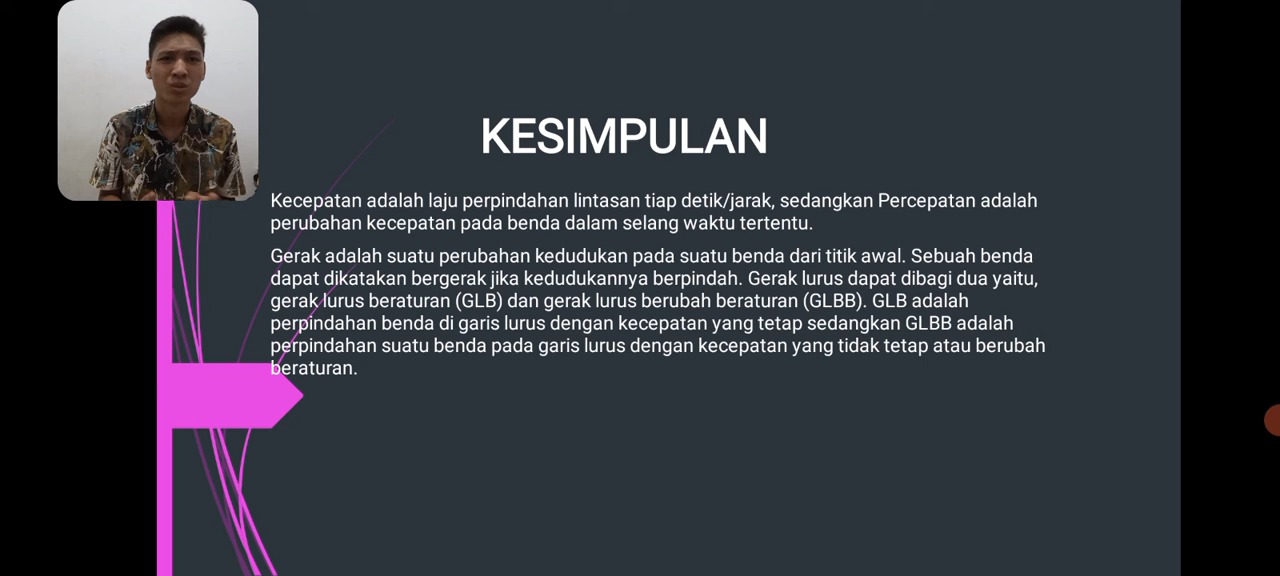 KESIMPULAN
Kecepatan adalah laju perpindahan lintasan tiap detik/jarak, sedangkan Percepatan adalah
perubahan kecepatan pada benda dalam selang waktu tertentu.
Gerak adalah suatu perubahan kedudukan pada suatu benda dari titik awal. Sebuah benda
dapat dikatakan bergerak jika kedudukannya berpindah. Gerak lurus dapat dibagi dua yaitu,
gerak lurus beraturan (GLB) dan gerak lurus berubah beraturan (GLBB). GLB adalah
perpindahan benda di garis lurus dengan kecepatan yang tetap sedangkan GLBB adalah
perpindahan suatu benda pada garis lurus dengan kecepatan yang tidak tetap atau berubah
beraturan.